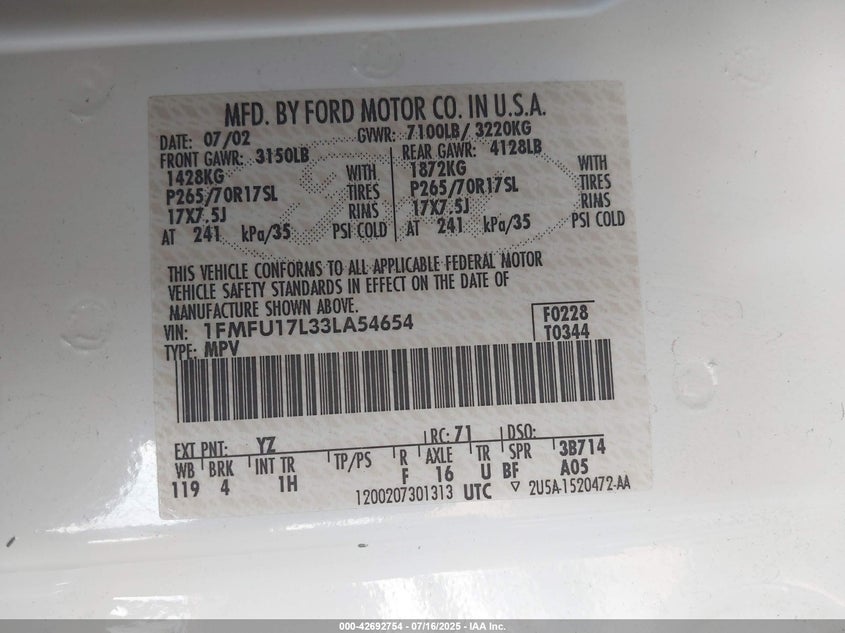 MFD. BY FORD MOTOR CO. IN U.S.A.
DATE: 07/02 GVWR: 7100LB/ 3220KG
FRONT GAWR: 3150LB REAR GAWR: 4128LB
1428KG WITH 1872KG WITH
P265/70R17SL TIRES P265/70R17SL TIRES
17X7.5J RIMS 17X7.5J RIMS
AT 241 kPa/35 PSI COLD AT 241 kPa/35 PSI COLD
THIS VEHICLE CONFORMS TO ALL APPLICABLE FEDERAL MOTOR
VEHICLE SAFETY STANDARDS IN EFFECT ON THE DATE OF
MANUFACTURE SHOWN ABOVE.
VIN: 1FMFU17L33LA54654 F0228
TYPE: MPV T0344
EXT PNT: YZ RC: 71 DSO:
WB BRK INT TR TP/PS R AXLE TR SPR 3B714
119 4 1H F 16 U BF A05
1200207301313 UTC ▽ 2U5A-1520472-AA
000-42692754 - 07/16/2025 - IAA Inc.